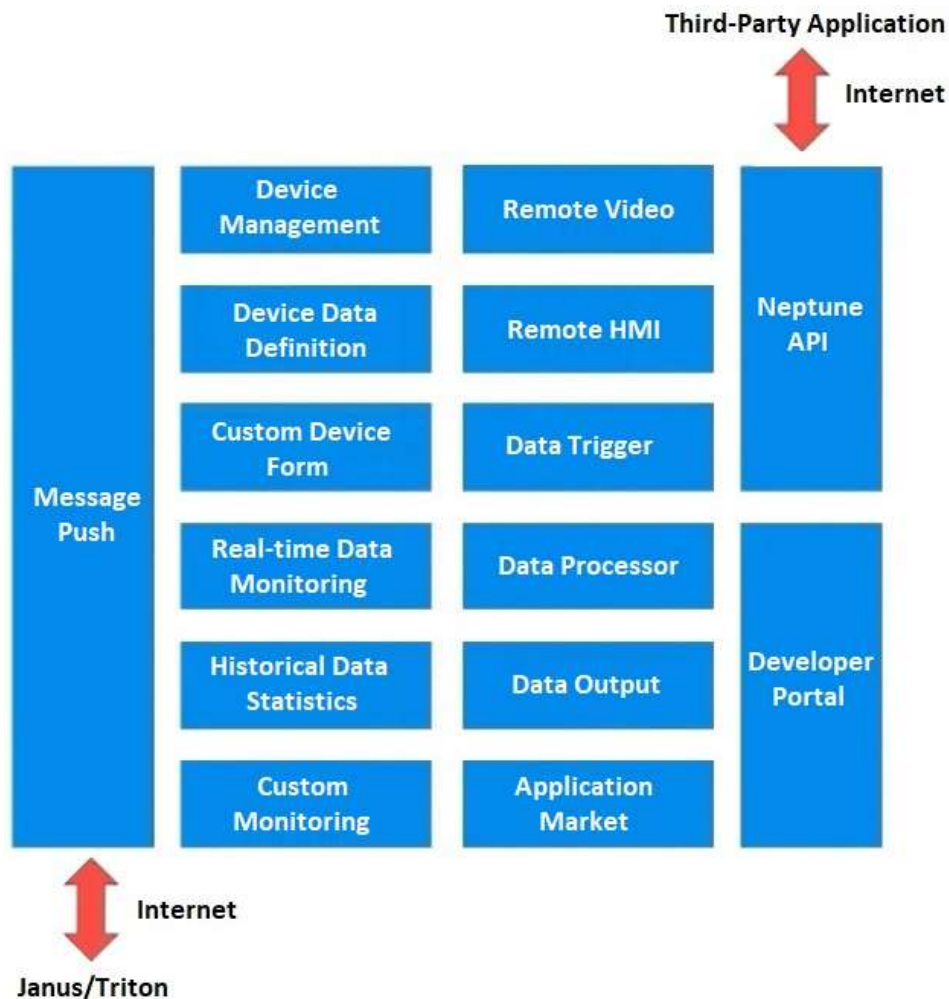 Third-Party Application
Internet
Message
Push
Device
Management
Device Data
Definition
Custom Device
Form
Real-time Data
Monitoring
Historical Data
Statistics
Custom
Monitoring
Remote Video
Remote HMI
Data Trigger
Data Processor
Data Output
Application
Market
Neptune
API
Developer
Portal
Internet
Janus/Triton